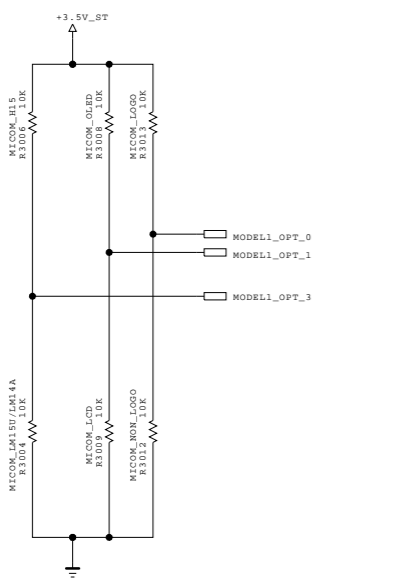 +3.5V_ST
MICOM_H15
R3006 10K
MICOM_OLED
R3008 10K
MICOM_LOGO
R3013 10K
MODEL1_OPT_0
MODEL1_OPT_1
MODEL1_OPT_3
MICOM_LM15U/LM14A
R3004 10K
MICOM_LCD
R3009 10K
MICOM_NON_LOGO
R3012 10K